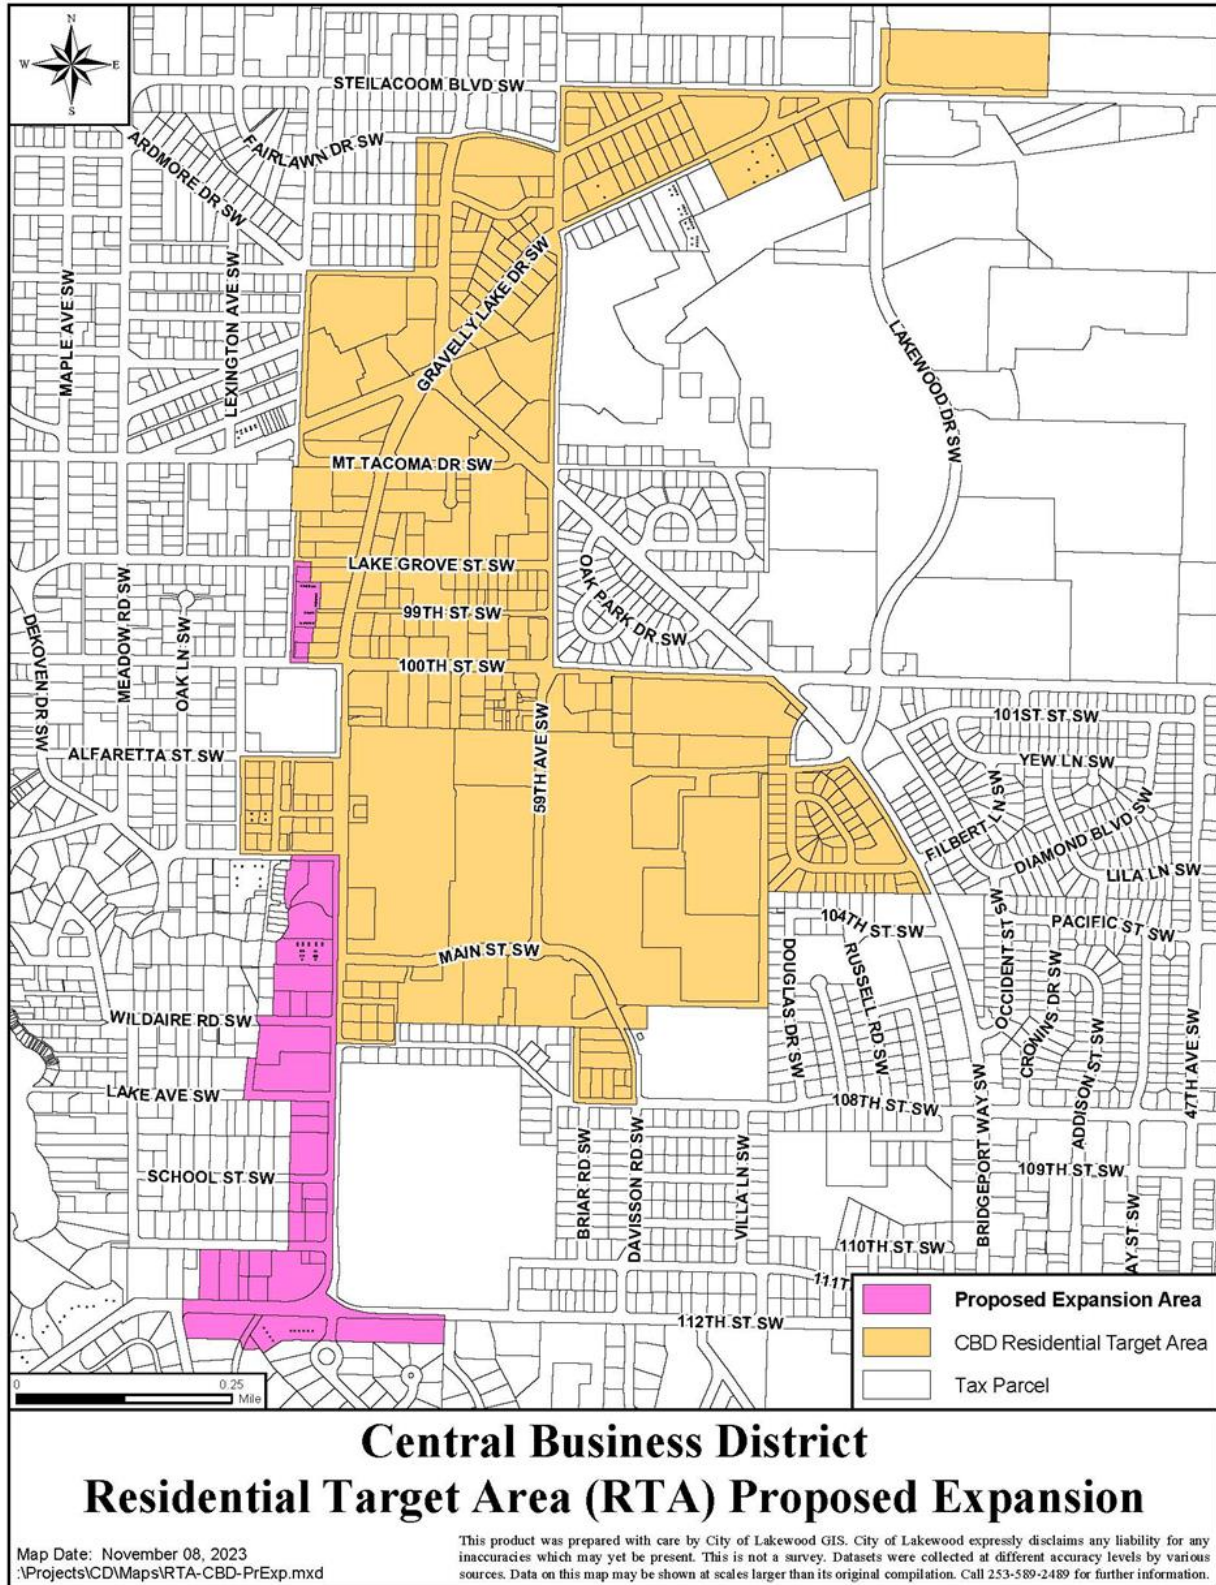 N
W E
S
STEILACOOM BLVD SW
FAIRLAWN DR SW
ARDMORE DR SW
MAPLE AVE SW
LEXINGTON AVE SW
GRAVELLY LAKE DR SW
LAKEWOOD DR SW
MT TACOMA DR SW
LAKE GROVE ST SW
OAK PARK DR SW
99TH ST SW
100TH ST SW
DEKOVEN DR SW
MEADOW RD SW
OAK LN SW
ALFARETTA ST SW
59TH AVE SW
101ST ST SW
YEW LN SW
FILBERT LN SW
DIAMOND BLVD SW
LILA LN SW
OCCIDENT ST SW
PACIFIC ST SW
104TH ST SW
MAIN ST SW
DOUGLAS DR SW
RUSSELL RD SW
CRONINS DR SW
WILDAIRE RD SW
LAKE AVE SW
108TH ST SW
BRIDGEPORT WAY SW
ADDISON ST SW
47TH AVE SW
SCHOOL ST SW
BRIAR RD SW
DAVISSON RD SW
VILLA LN SW
109TH ST SW
110TH ST SW
AY ST SW
111T
112TH ST SW
Proposed Expansion Area
CBD Residential Target Area
Tax Parcel
0 0.25
Mile
Central Business District
Residential Target Area (RTA) Proposed Expansion
Map Date: November 08, 2023
:\Projects\CD\Maps\RTA-CBD-PrExp.mxd
This product was prepared with care by City of Lakewood GIS. City of Lakewood expressly disclaims any liability for any
inaccuracies which may yet be present. This is not a survey. Datasets were collected at different accuracy levels by various
sources. Data on this map may be shown at scales larger than its original compilation. Call 253-589-2489 for further information.